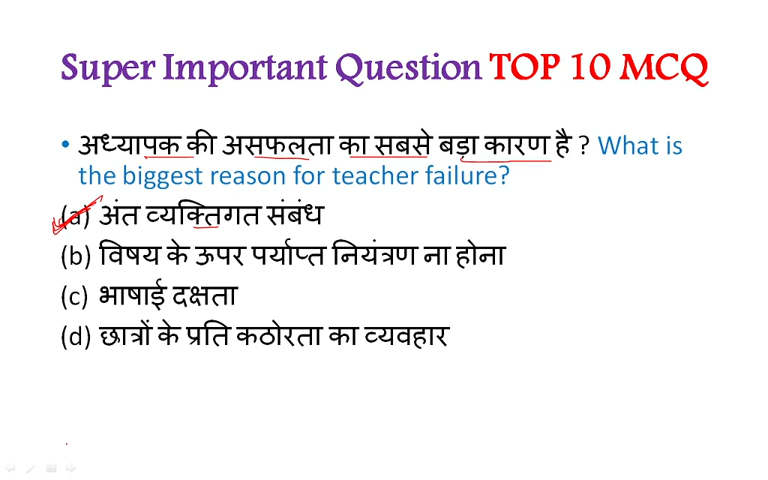 Super Important Question TOP 10 MCQ
• अध्यापक की असफलता का सबसे बड़ा कारण है ? What is
the biggest reason for teacher failure?
(a) अंत व्यक्तिगत संबंध
(b) विषय के ऊपर पर्याप्त नियंत्रण ना होना
(c) भाषाई दक्षता
(d) छात्रों के प्रति कठोरता का व्यवहार